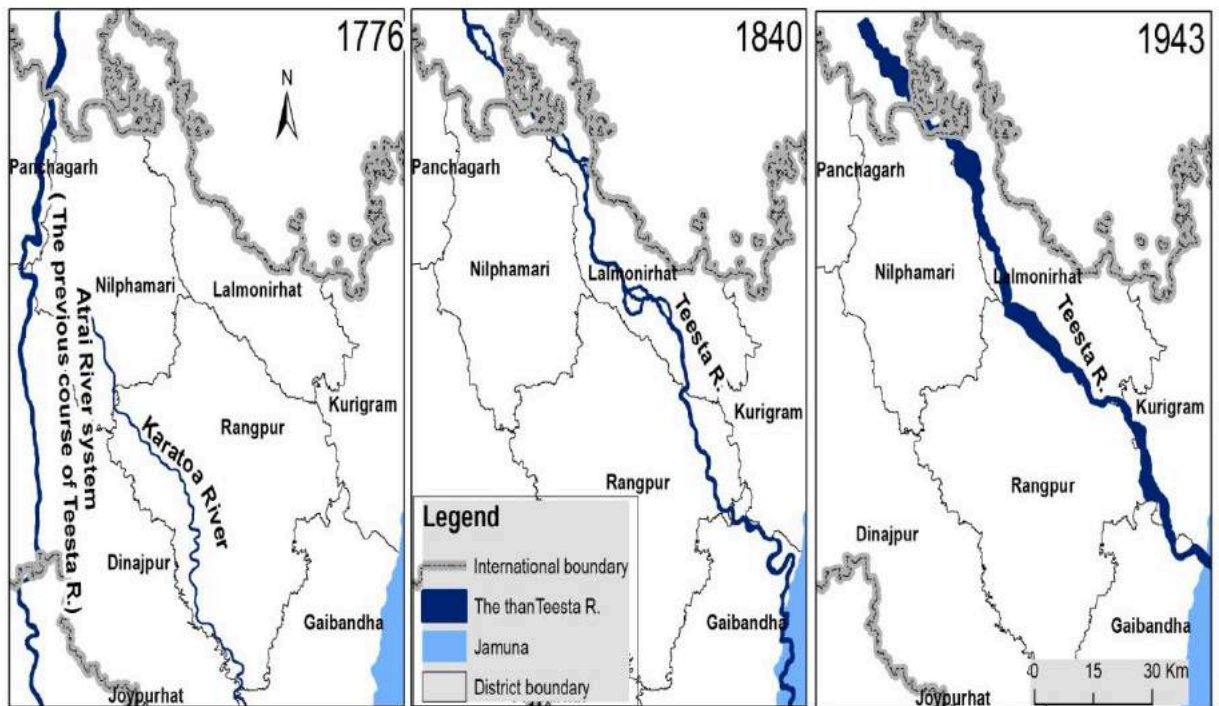 1776
N
Panchagarh
( The previous course of Teesta R.)
Atrai River system
Nilphamari
Lalmonirhat
Karatoa River
Rangpur
Kurigram
Dinajpur
Gaibandha
Joypurhat
1840
Panchagarh
Nilphamari
Lalmonirhat
Teesta R.
Kurigram
Rangpur
Gaibandha
Legend
International boundary
The thanTeesta R.
Jamuna
District boundary
1943
Panchagarh
Nilphamari
Lalmonirhat
Teesta R.
Kurigram
Rangpur
Dinajpur
Gaibandha
Joypurhat
0 15 30 Km